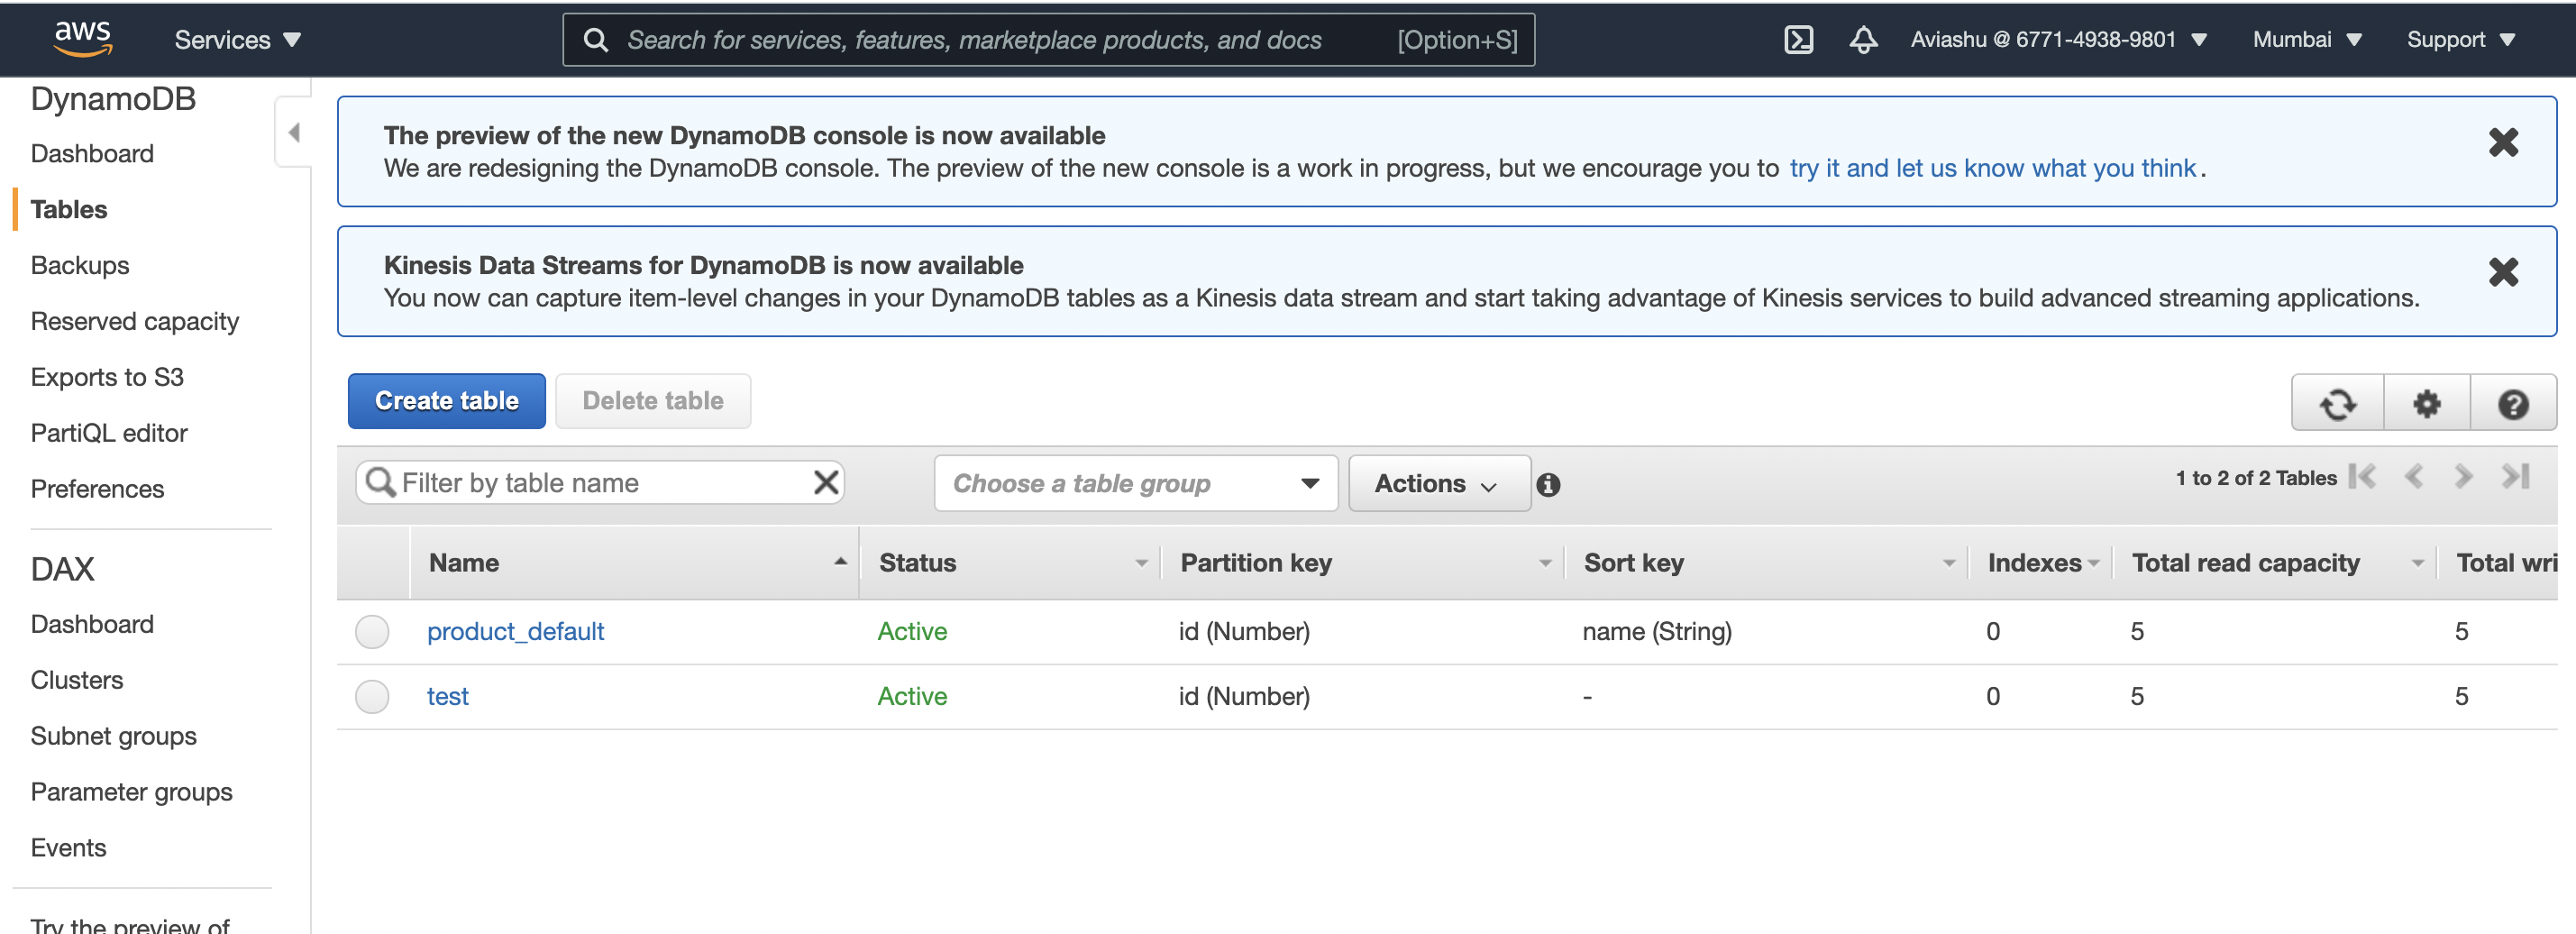 aws Services Search for services, features, marketplace products, and docs [Option+S] Aviashu @ 6771-4938-9801 Mumbai Support
DynamoDB
Dashboard
Tables
Backups
Reserved capacity
Exports to S3
PartiQL editor
Preferences
DAX
Dashboard
Clusters
Subnet groups
Parameter groups
Events
Try the preview of
The preview of the new DynamoDB console is now available
We are redesigning the DynamoDB console. The preview of the new console is a work in progress, but we encourage you to try it and let us know what you think.
Kinesis Data Streams for DynamoDB is now available
You now can capture item-level changes in your DynamoDB tables as a Kinesis data stream and start taking advantage of Kinesis services to build advanced streaming applications.
Create table Delete table
Filter by table name Choose a table group Actions 1 to 2 of 2 Tables
Name Status Partition key Sort key Indexes Total read capacity Total wri
product_default Active id (Number) name (String) 0 5 5
test Active id (Number) - 0 5 5